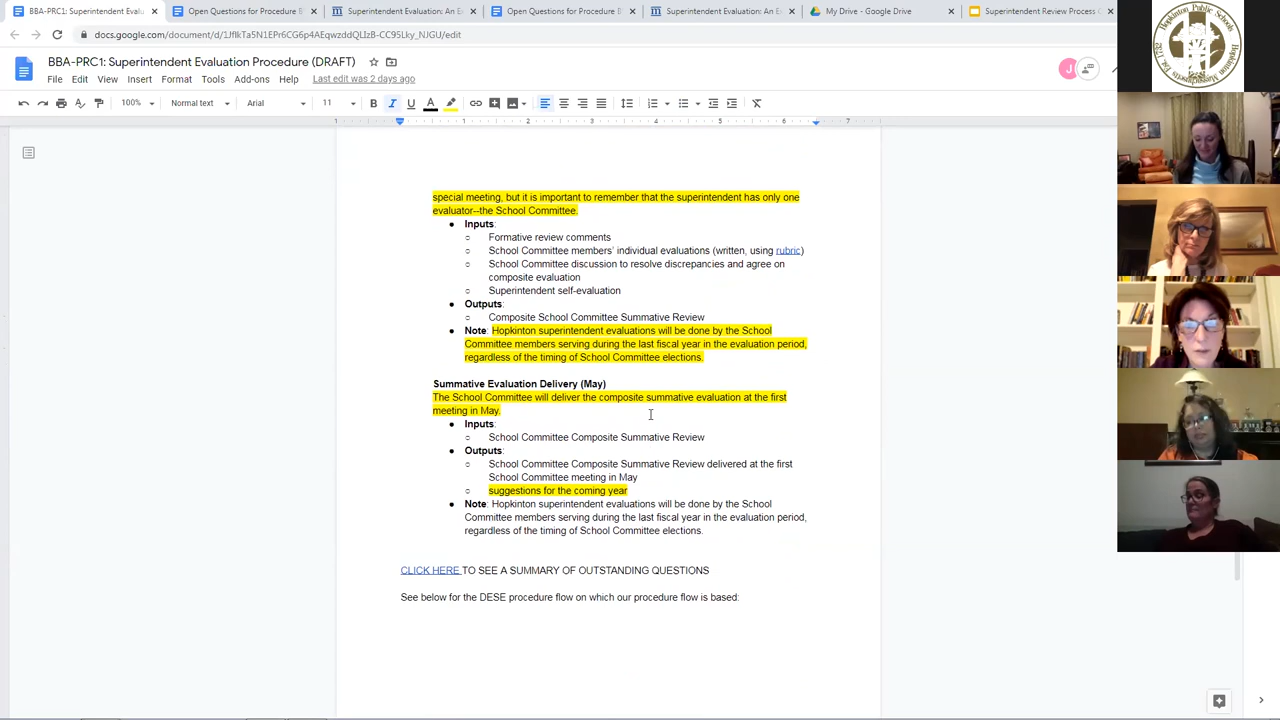 BBA-PRC1: Superintendent Eval
Open Questions for Procedure B
Superintendent Evaluation: An E
Open Questions for Procedure B
Superintendent Evaluation: An E
My Drive - Google Drive
Superintendent Review Process
docs.google.com/document/d/
BBA-PRC1: Superintendent Evaluation Procedure (DRAFT)
File Edit View Insert Format Tools Add-ons Help Last edit was 2 days ago
J
100% Normal text Arial 11 B I U A
1 1 2 3 4 5 6 7
special meeting, but it is important to remember that the superintendent has only one
evaluator--the School Committee.
● Inputs:
○ Formative review comments
○ School Committee members' individual evaluations (written, using rubric)
○ School Committee discussion to resolve discrepancies and agree on
composite evaluation
○ Superintendent self-evaluation
● Outputs:
○ Composite School Committee Summative Review
● Note: Hopkinton superintendent evaluations will be done by the School
Committee members serving during the last fiscal year in the evaluation period,
regardless of the timing of School Committee elections.
Summative Evaluation Delivery (May)
The School Committee will deliver the composite summative evaluation at the first
meeting in May.
● Inputs:
○ School Committee Composite Summative Review
● Outputs:
○ School Committee Composite Summative Review delivered at the first
School Committee meeting in May
○ suggestions for the coming year
● Note: Hopkinton superintendent evaluations will be done by the School
Committee members serving during the last fiscal year in the evaluation period,
regardless of the timing of School Committee elections.
CLICK HERE TO SEE A SUMMARY OF OUTSTANDING QUESTIONS
See below for the DESE procedure flow on which our procedure flow is based:
Hopkinton Public Schools